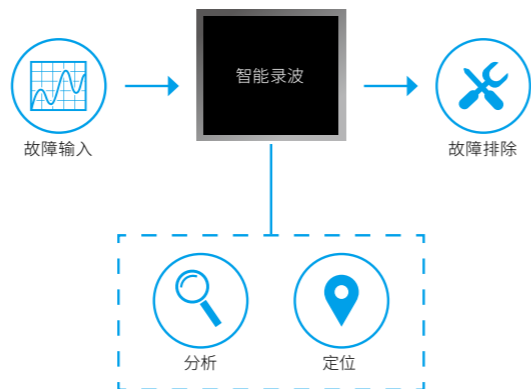 智能录波
故障输入
故障排除
分析
定位